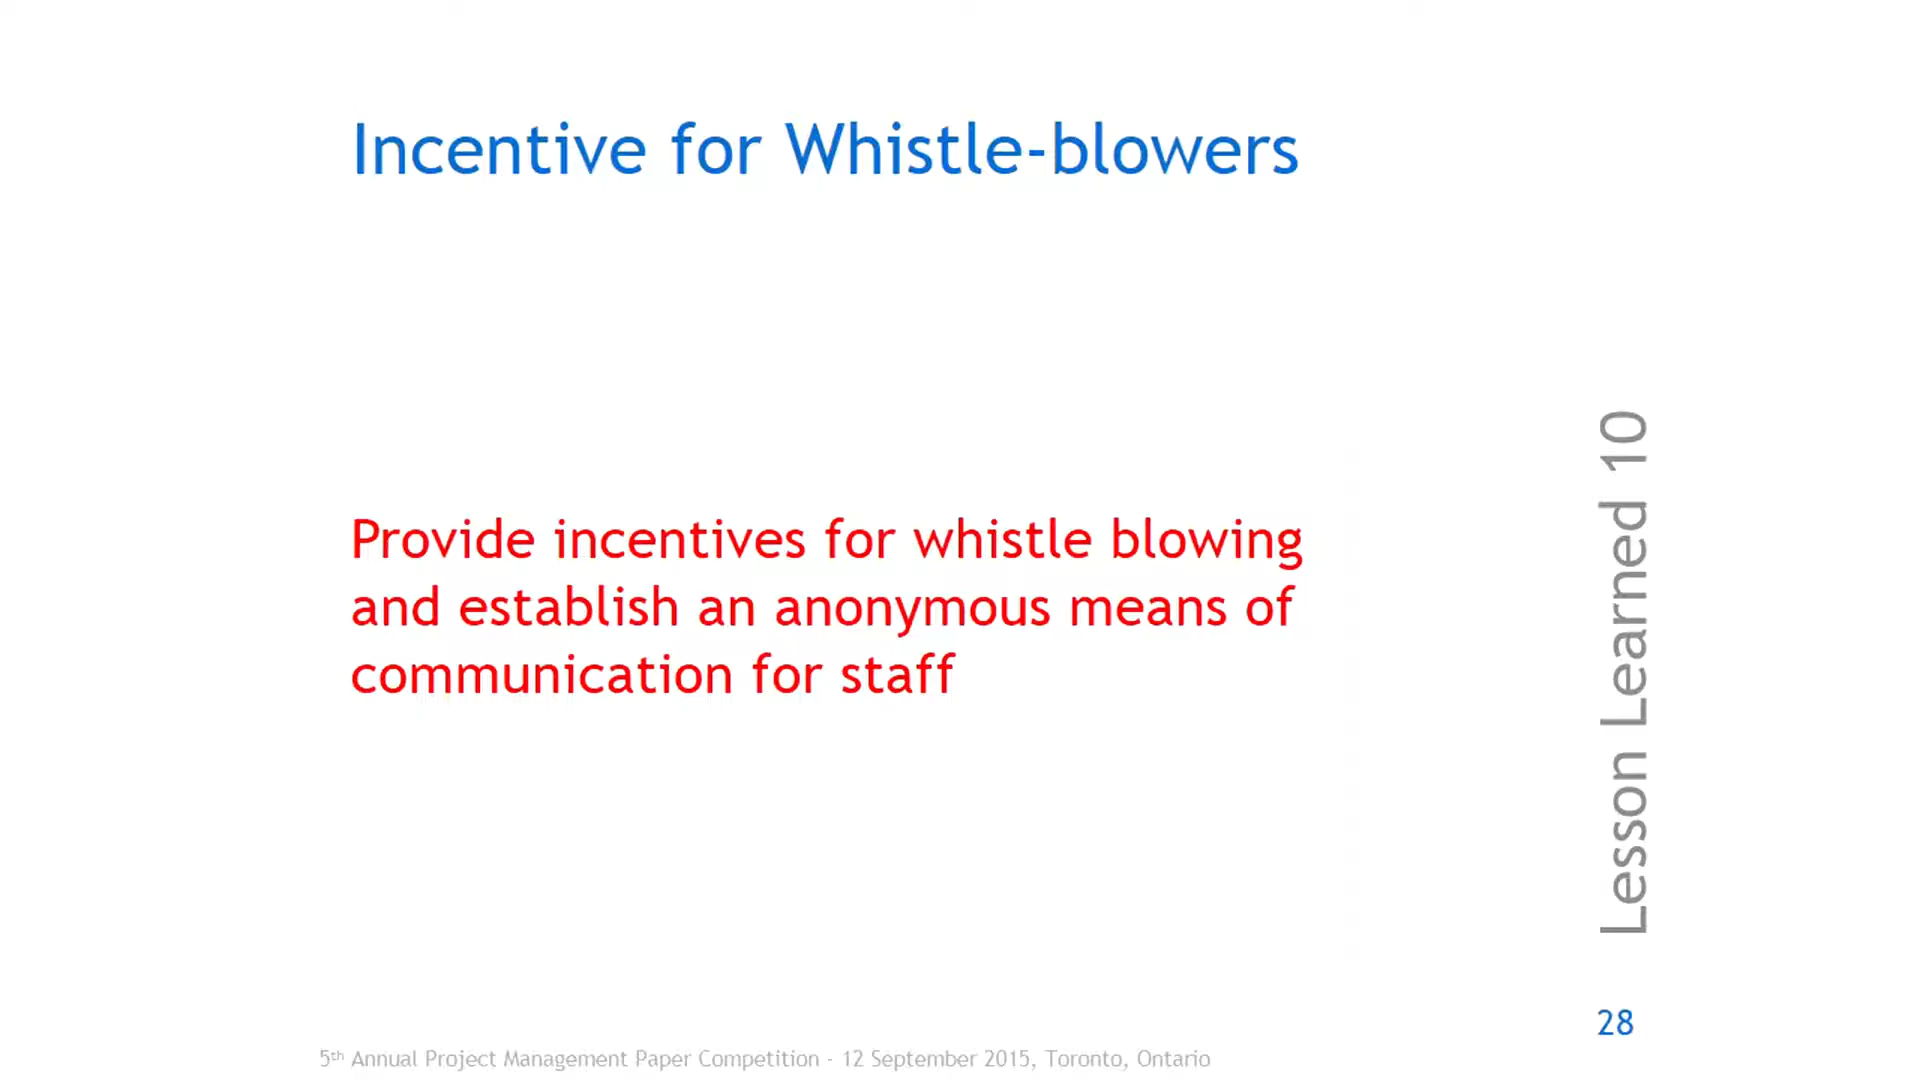 Incentive for Whistle-blowers
Provide incentives for whistle blowing
and establish an anonymous means of
communication for staff
Lesson Learned 10
28
5th Annual Project Management Paper Competition - 12 September 2015, Toronto, Ontario